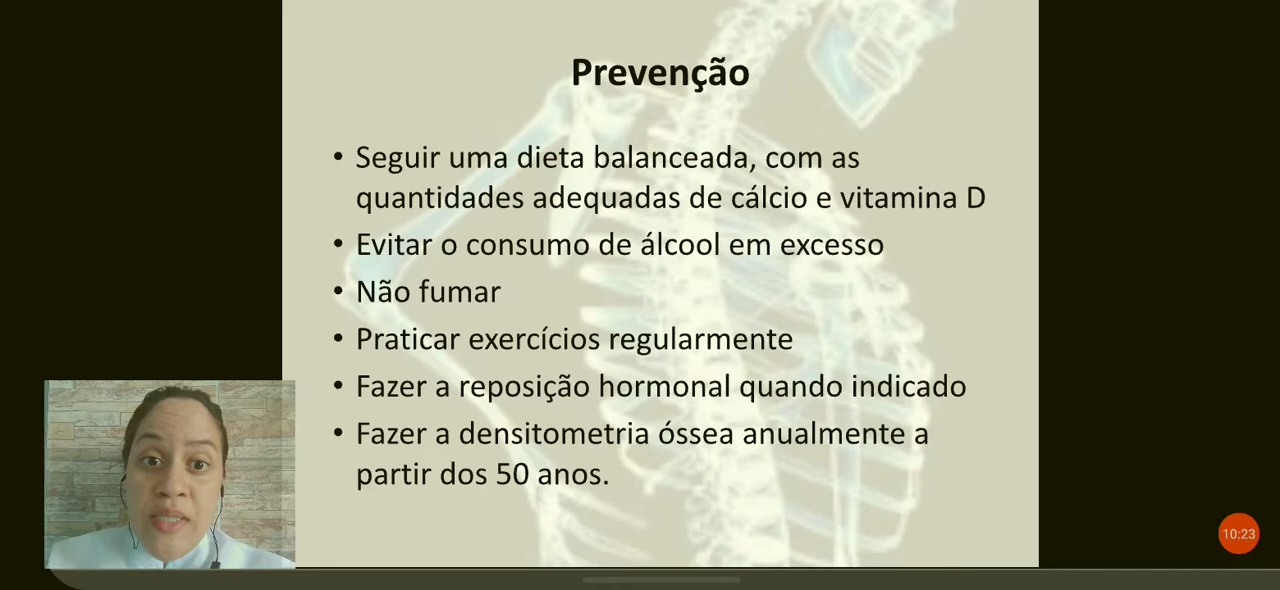 Prevenção
• Seguir uma dieta balanceada, com as
quantidades adequadas de cálcio e vitamina D
• Evitar o consumo de álcool em excesso
• Não fumar
• Praticar exercícios regularmente
• Fazer a reposição hormonal quando indicado
• Fazer a densitometria óssea anualmente a
partir dos 50 anos.
10:23